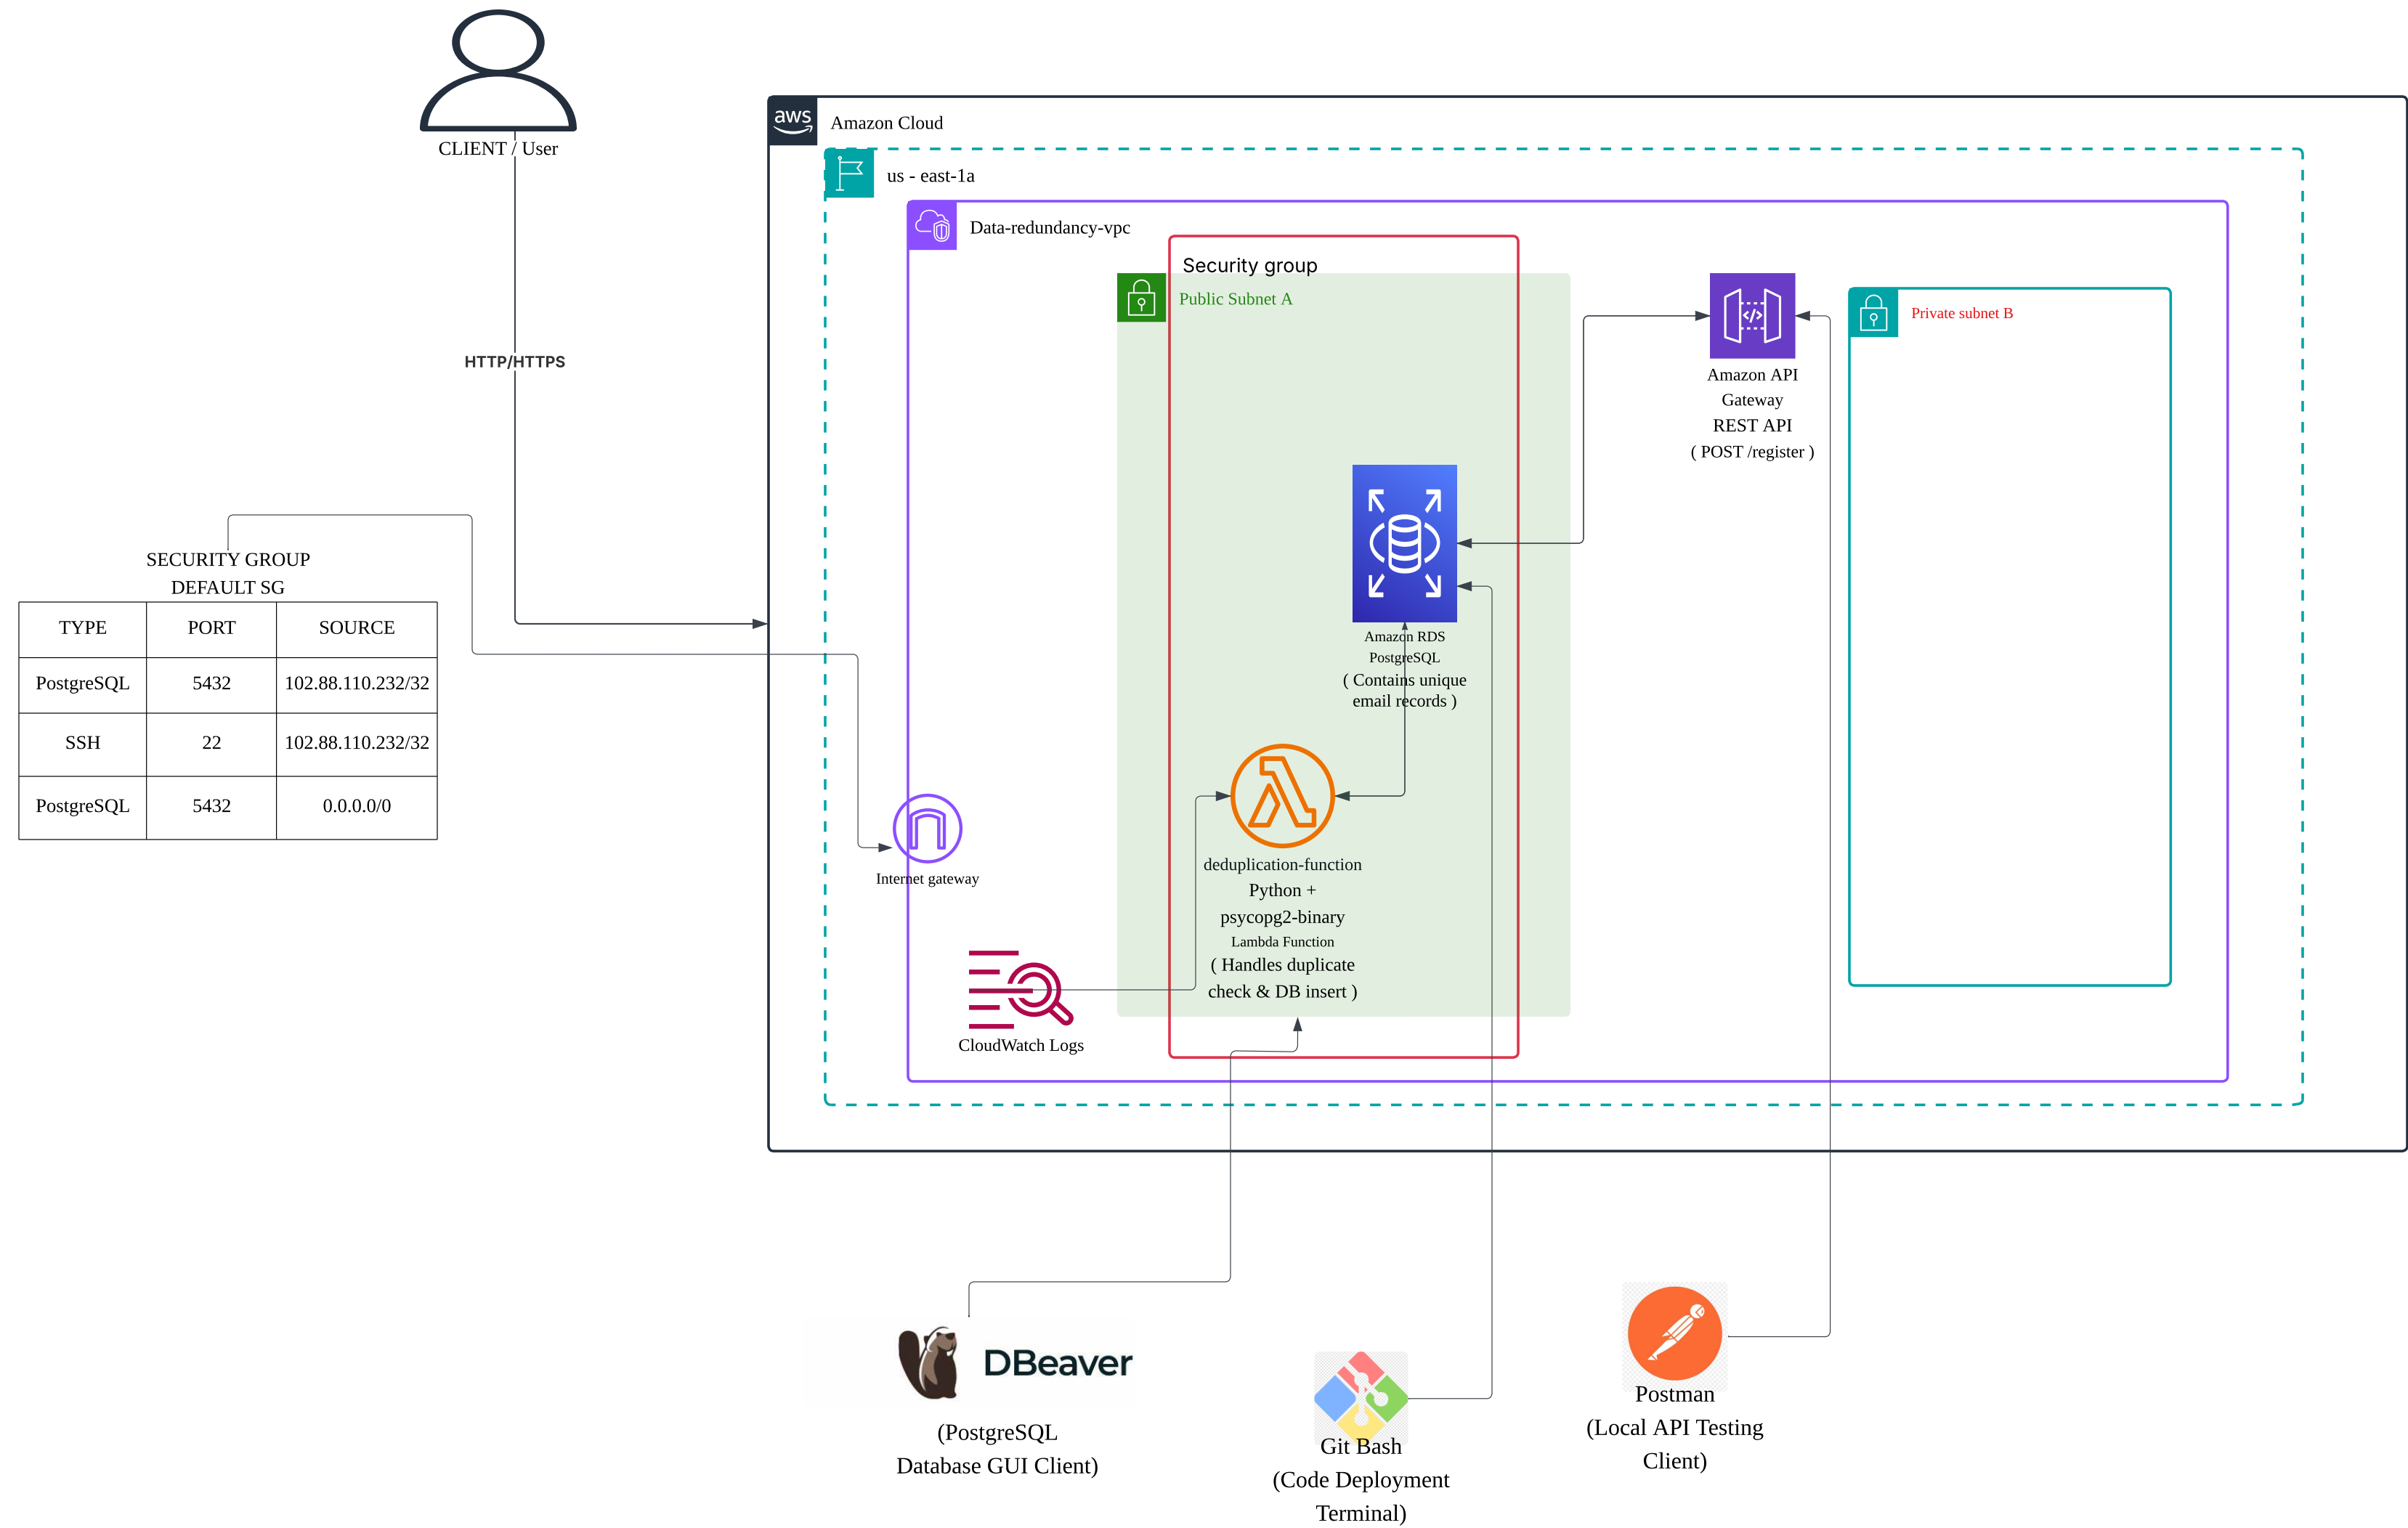 CLIENT / User
aws
Amazon Cloud
us - east-1a
Data-redundancy-vpc
Security group
Public Subnet A
Private subnet B
HTTP/HTTPS
Amazon API
Gateway
REST API
( POST /register )
SECURITY GROUP
DEFAULT SG
TYPE PORT SOURCE
PostgreSQL 5432 102.88.110.232/32
SSH 22 102.88.110.232/32
PostgreSQL 5432 0.0.0.0/0
Amazon RDS
PostgreSQL
( Contains unique
email records )
Internet gateway
deduplication-function
Python +
psycopg2-binary
Lambda Function
( Handles duplicate
check & DB insert )
CloudWatch Logs
DBeaver
(PostgreSQL
Database GUI Client)
Git Bash
(Code Deployment
Terminal)
Postman
(Local API Testing
Client)